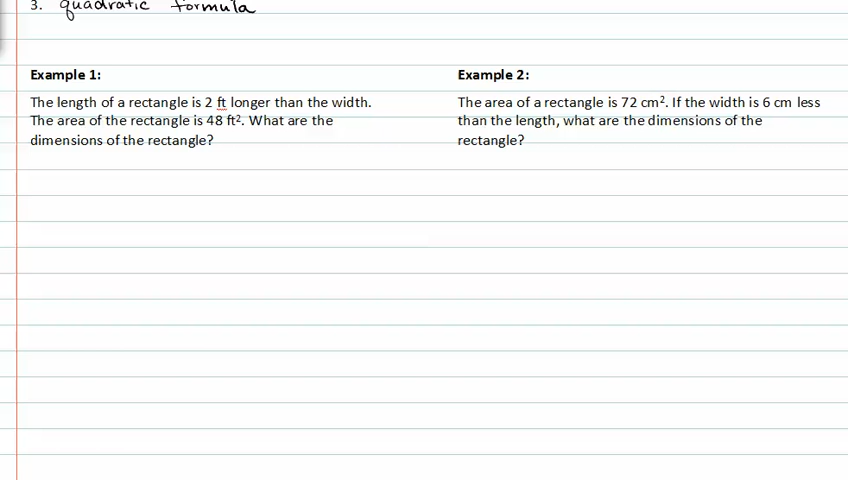 3. quadratic formula
Example 1:
The length of a rectangle is 2 ft longer than the width.
The area of the rectangle is 48 ft². What are the
dimensions of the rectangle?
Example 2:
The area of a rectangle is 72 cm². If the width is 6 cm less
than the length, what are the dimensions of the
rectangle?